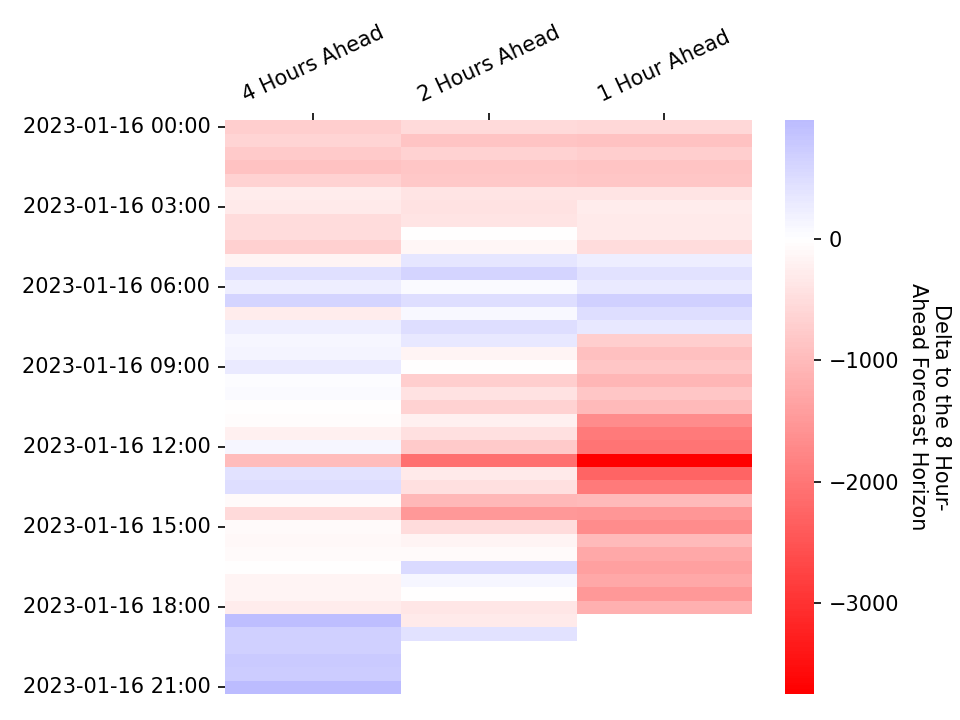 4 Hours Ahead
2 Hours Ahead
1 Hour Ahead
2023-01-16 00:00
2023-01-16 03:00
2023-01-16 06:00
2023-01-16 09:00
2023-01-16 12:00
2023-01-16 15:00
2023-01-16 18:00
2023-01-16 21:00
0
−1000
−2000
−3000
Delta to the 8 Hour-
Ahead Forecast Horizon